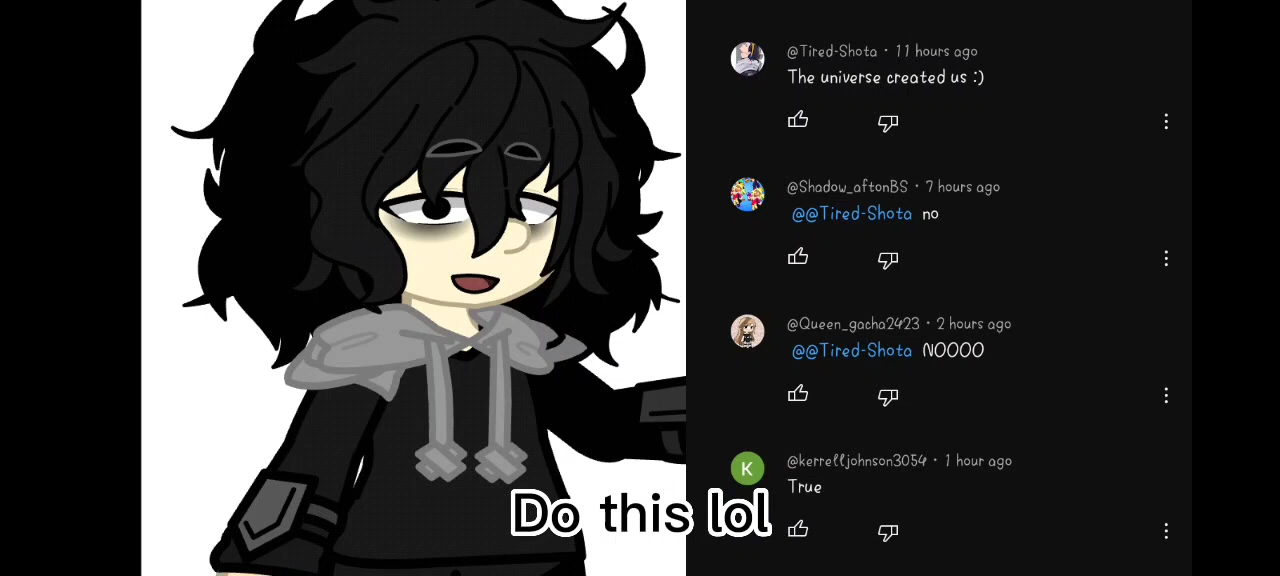 @Tired-Shota · 11 hours ago
The universe created us :)
@Shadow_aftonBS · 7 hours ago
@@Tired-Shota no
@Queen_gacha2423 · 2 hours ago
@@Tired-Shota NOOOO
K
@kerrelljohnson3054 · 1 hour ago
True
Do this lol